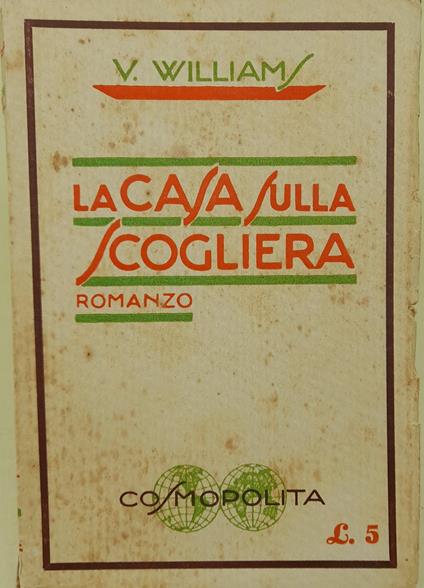 V. WILLIAMS
LA CASA SULLA
SCOGLIERA
ROMANZO
COSMOPOLITA
L. 5